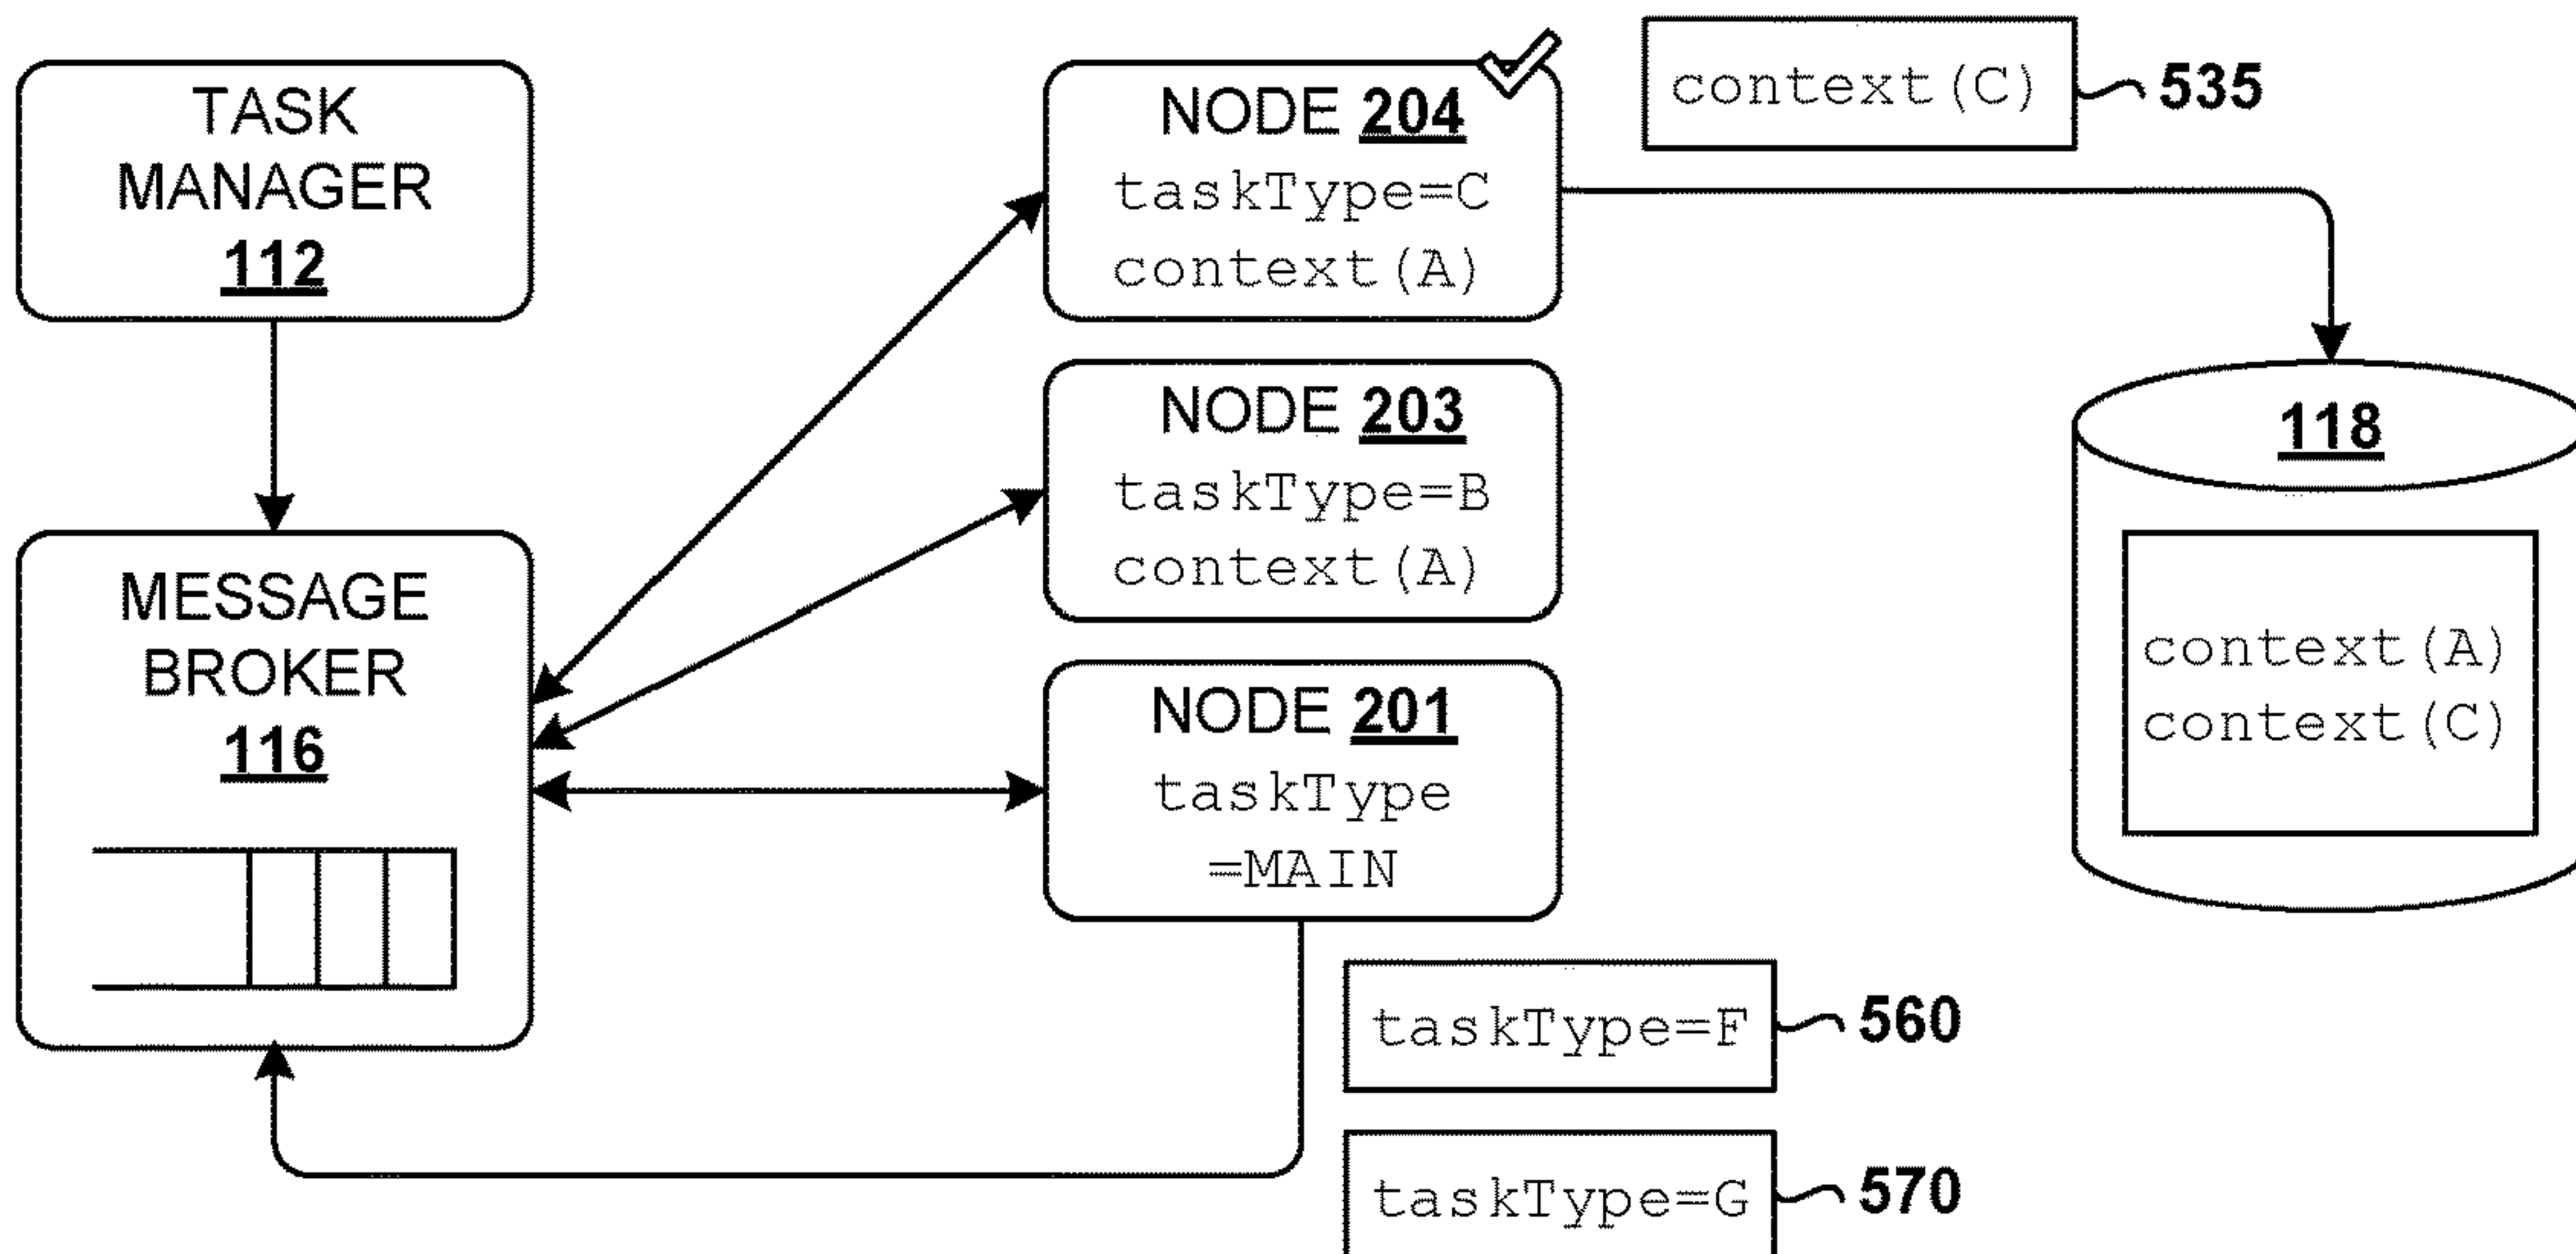 TASK
MANAGER
112
MESSAGE
BROKER
116
NODE 204
taskType=C
context(A)
NODE 203
taskType=B
context(A)
NODE 201
taskType
=MAIN
context(C)
535
118
context(A)
context(C)
taskType=F
560
taskType=G
570